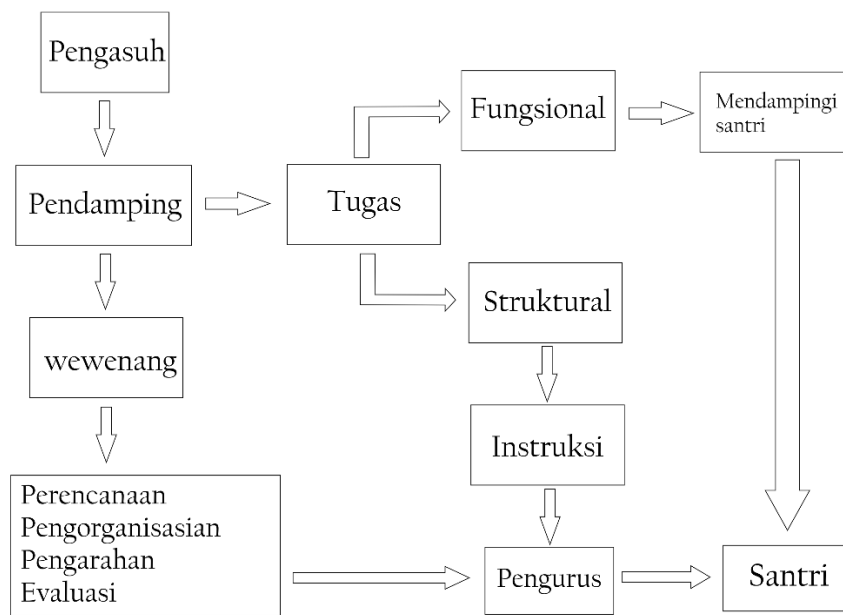 Pengasuh
Fungsional
Mendampingi
santri
Pendamping
Tugas
Struktural
wewenang
Instruksi
Perencanaan
Pengorganisasian
Pengarahan
Evaluasi
Pengurus
Santri